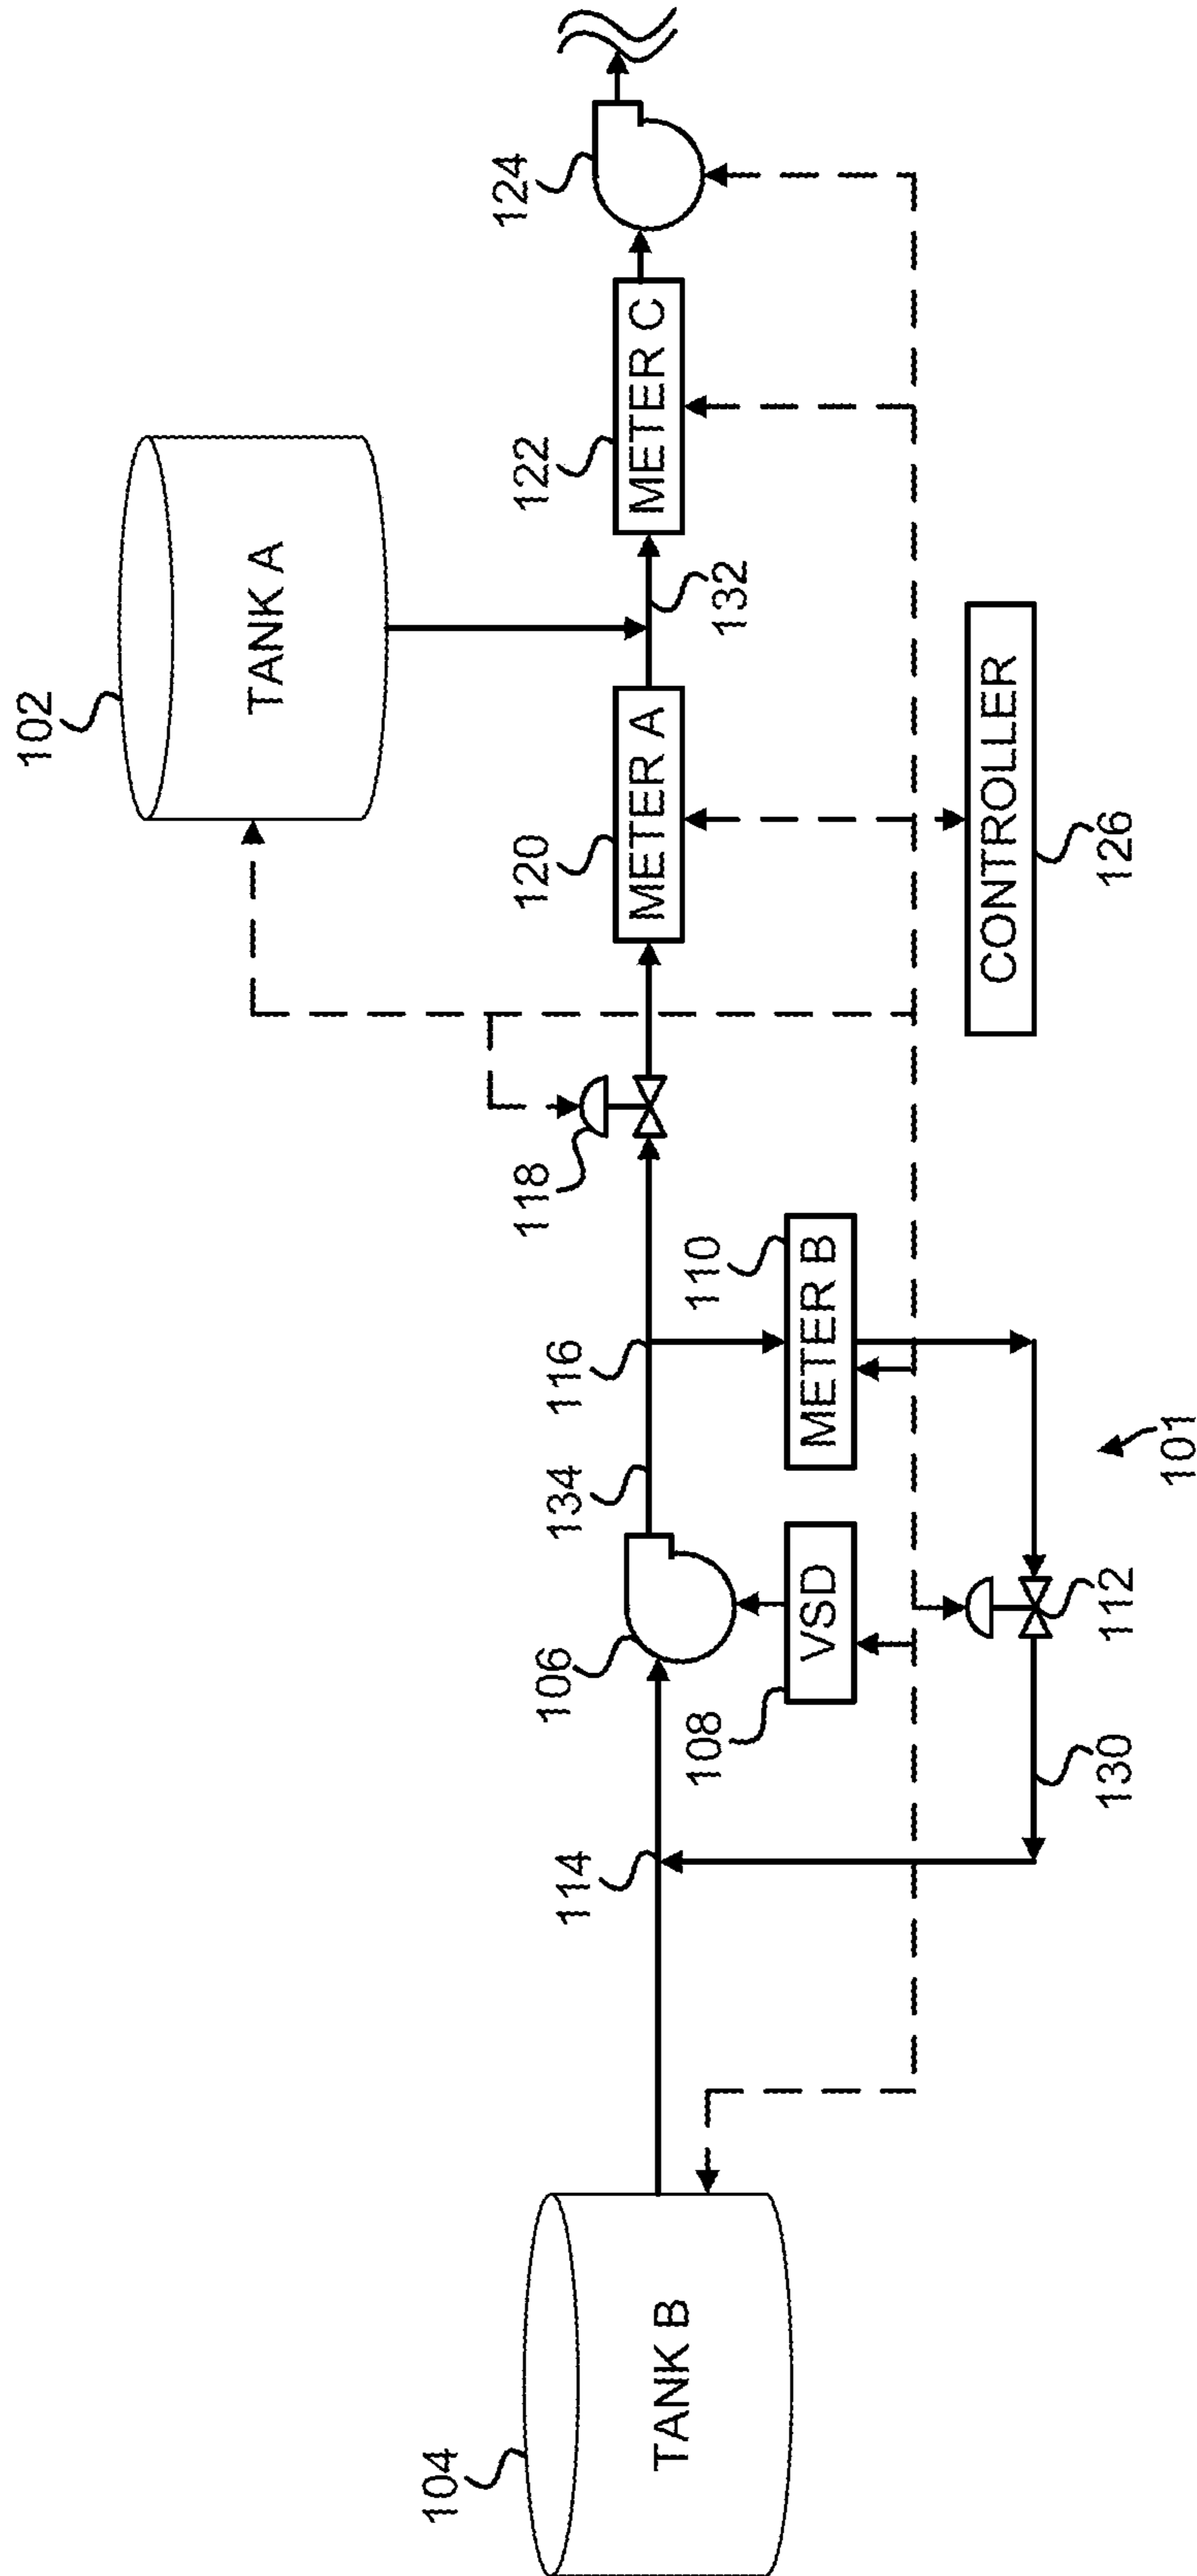 102
TANK A
124
122
METER C
132
120
METER A
118
116
134
110
METER B
CONTROLLER
126
106
VSD
108
114
112
130
101
104
TANK B